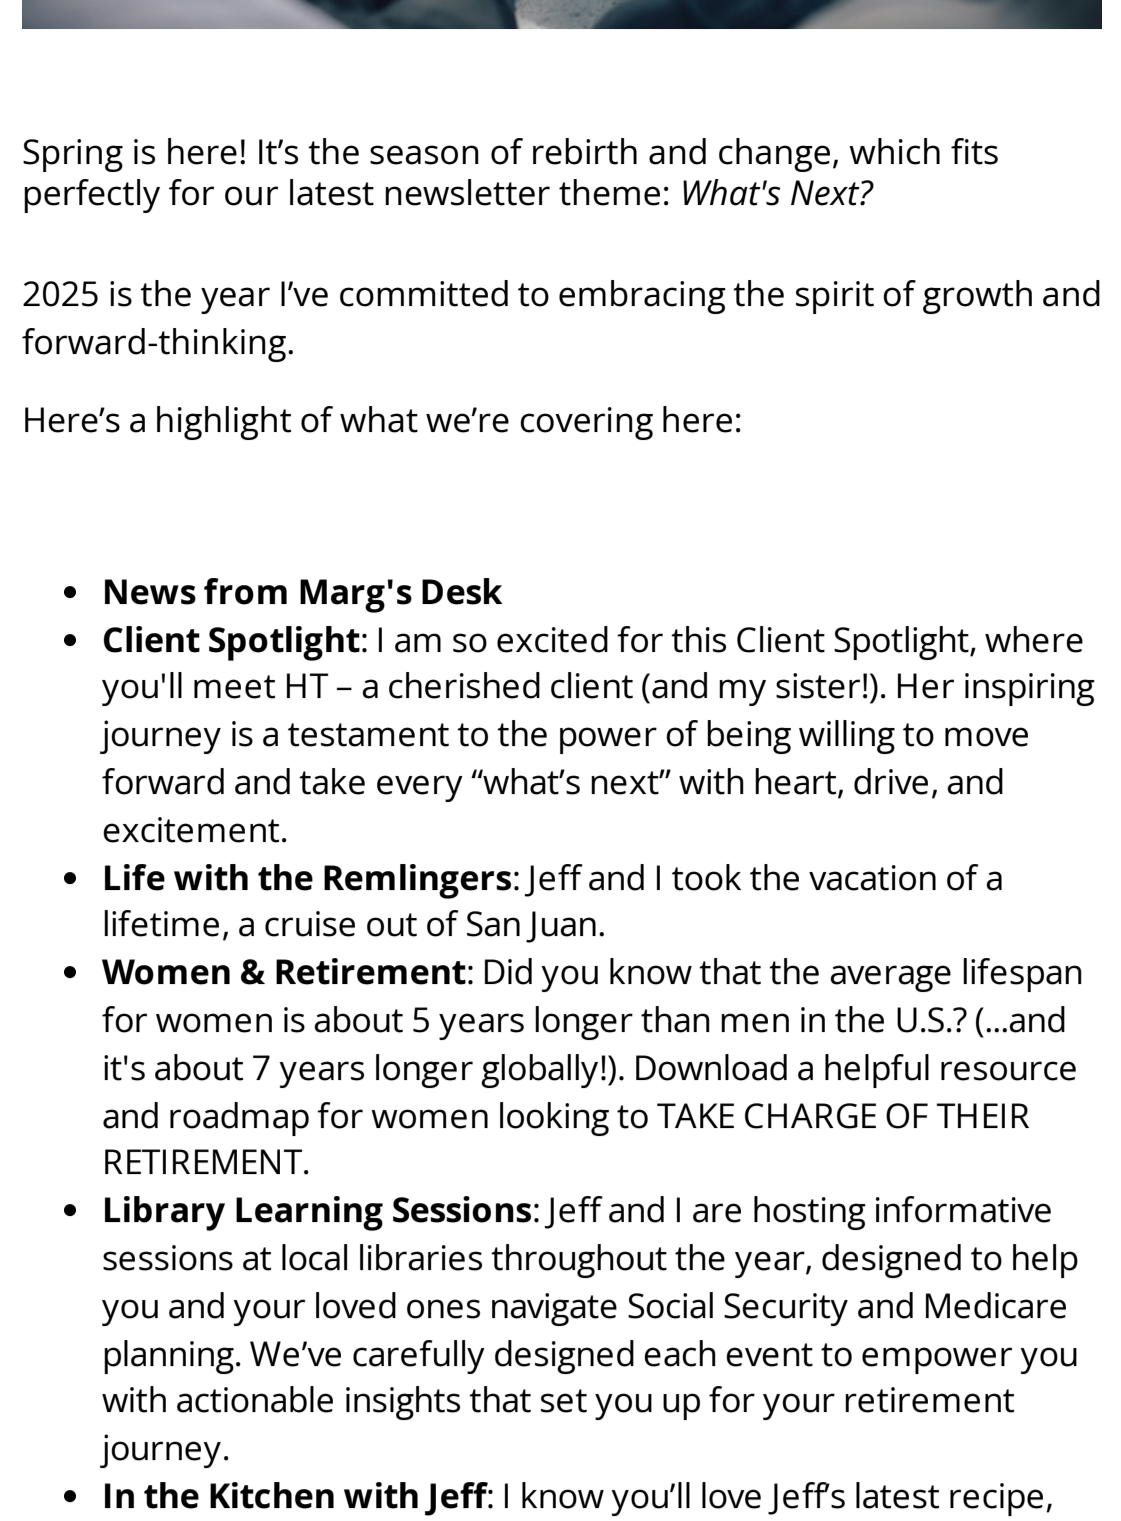 Spring is here! It’s the season of rebirth and change, which fits
perfectly for our latest newsletter theme: What's Next?
2025 is the year I’ve committed to embracing the spirit of growth and
forward-thinking.
Here’s a highlight of what we’re covering here:
• News from Marg's Desk
• Client Spotlight: I am so excited for this Client Spotlight, where
you'll meet HT – a cherished client (and my sister!). Her inspiring
journey is a testament to the power of being willing to move
forward and take every “what’s next” with heart, drive, and
excitement.
• Life with the Remlingers: Jeff and I took the vacation of a
lifetime, a cruise out of San Juan.
• Women & Retirement: Did you know that the average lifespan
for women is about 5 years longer than men in the U.S.? (...and
it's about 7 years longer globally!). Download a helpful resource
and roadmap for women looking to TAKE CHARGE OF THEIR
RETIREMENT.
• Library Learning Sessions: Jeff and I are hosting informative
sessions at local libraries throughout the year, designed to help
you and your loved ones navigate Social Security and Medicare
planning. We’ve carefully designed each event to empower you
with actionable insights that set you up for your retirement
journey.
• In the Kitchen with Jeff: I know you’ll love Jeff’s latest recipe,